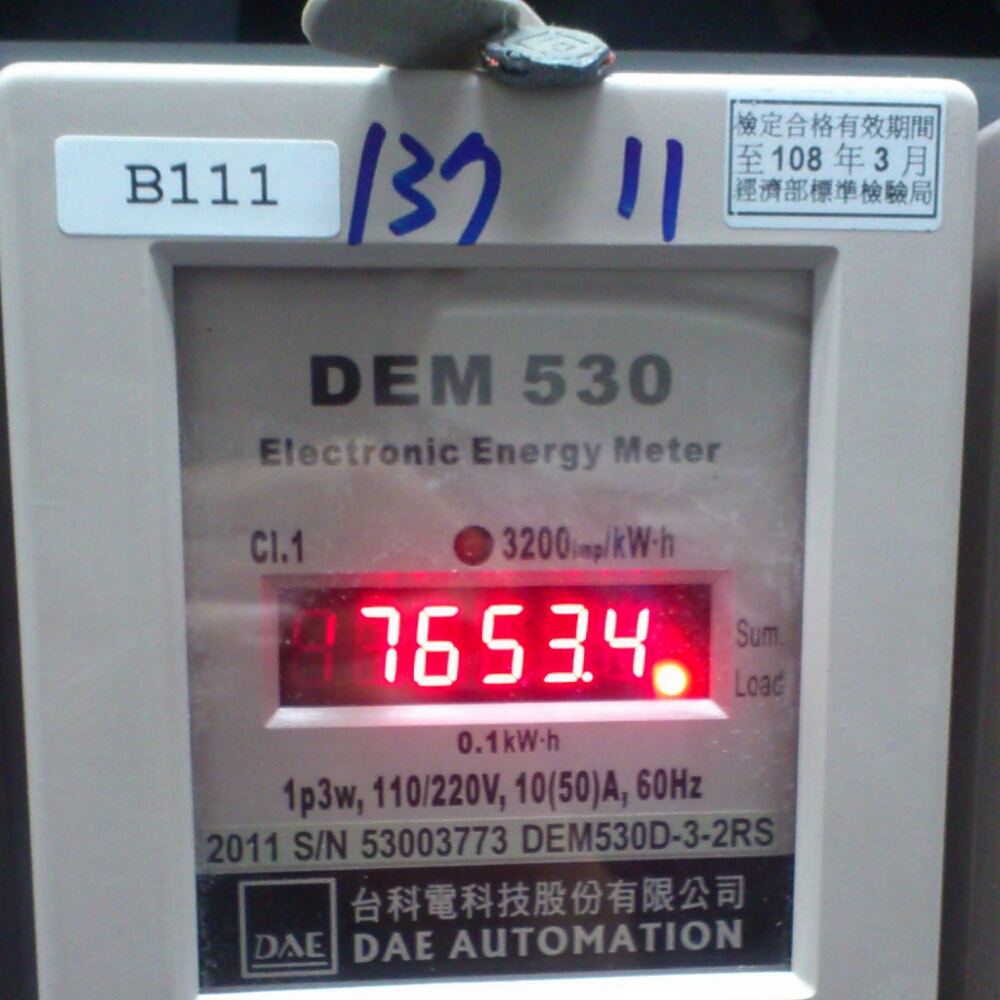 B111
137 11
檢定合格有效期間
至 108 年 3 月
經濟部標準檢驗局
DEM 530
Electronic Energy Meter
Cl.1
3200imp/kW·h
7653.4
Sum
Load
0.1kW·h
1p3w, 110/220V, 10(50)A, 60Hz
2011 S/N 53003773 DEM530D-3-2RS
DAE
台科電科技股份有限公司
DAE AUTOMATION